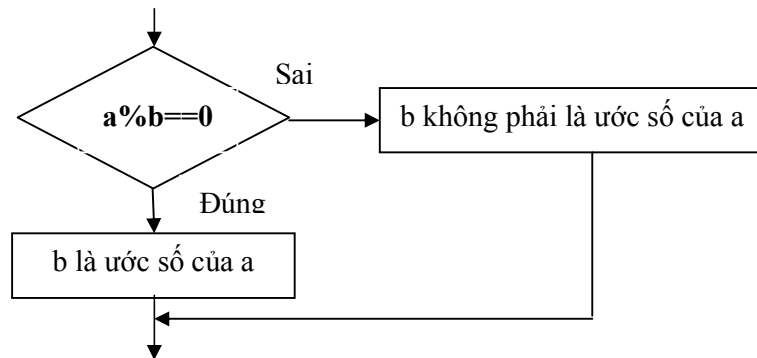 Sai
a%b==0
b không phải là ước số của a
Đúng
b là ước số của a